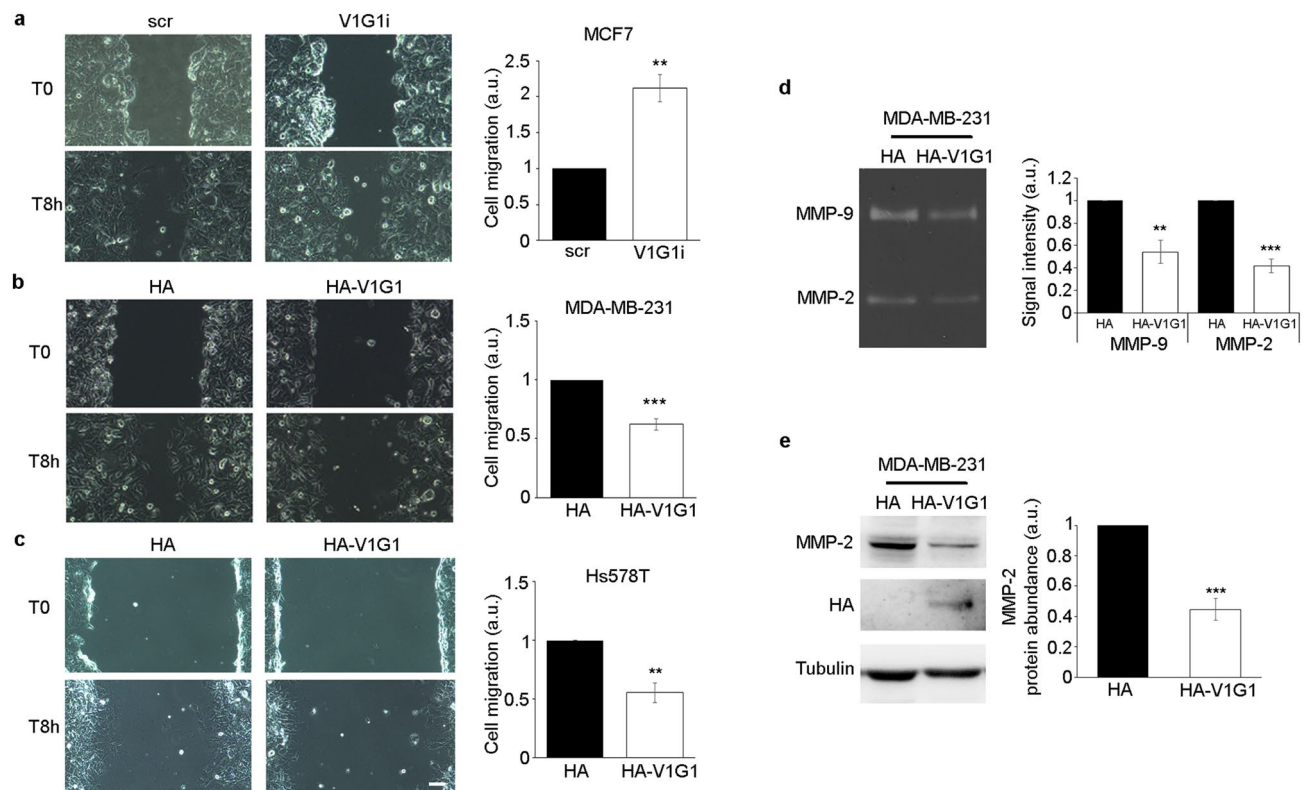 a
scr V1G1i
T0
T8h
MCF7
Cell migration (a.u.)
2.5
2
1.5
1
0.5
0
**
scr V1G1i
b
HA HA-V1G1
T0
T8h
MDA-MB-231
Cell migration (a.u.)
1.5
1
0.5
0
***
HA HA-V1G1
c
HA HA-V1G1
T0
T8h
Hs578T
Cell migration (a.u.)
1.5
1
0.5
0
**
HA HA-V1G1
d
MDA-MB-231
HA HA-V1G1
MMP-9
MMP-2
Signal intensity (a.u.)
1.2
1
0.8
0.6
0.4
0.2
0
**
***
HA HA-V1G1 HA HA-V1G1
MMP-9 MMP-2
e
MDA-MB-231
HA HA-V1G1
MMP-2
HA
Tubulin
MMP-2
protein abundance (a.u.)
1
0.8
0.6
0.4
0.2
0
***
HA HA-V1G1